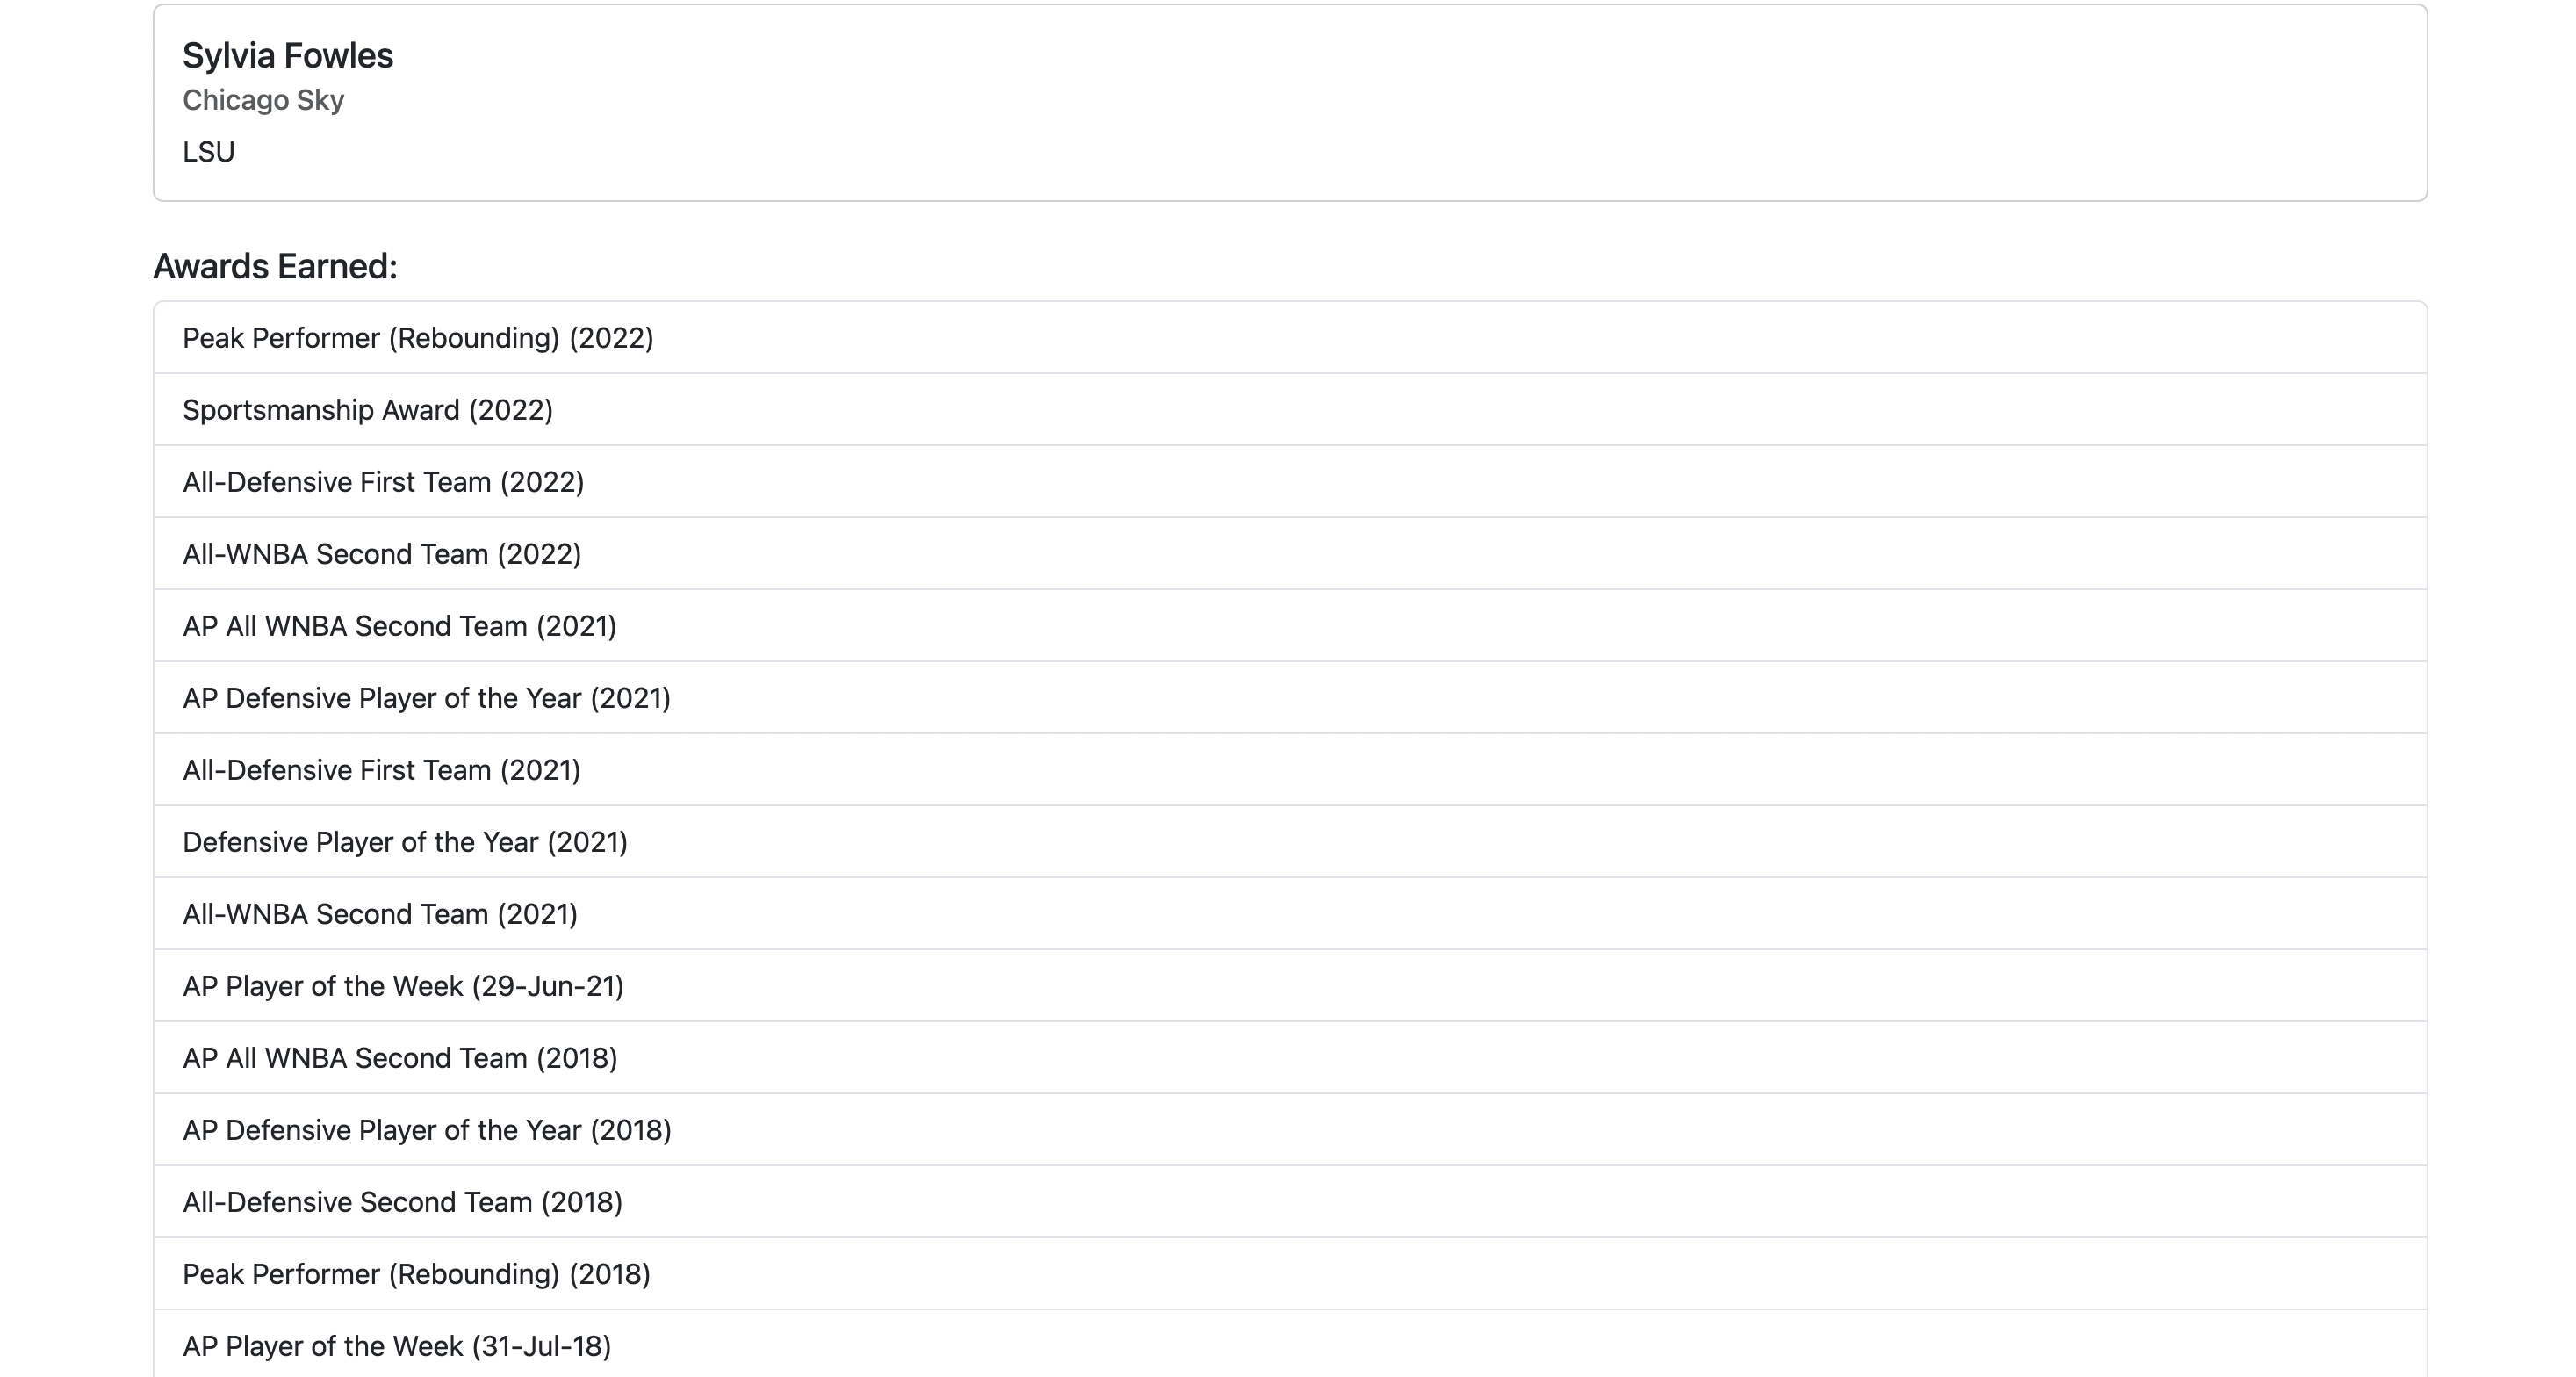 Sylvia Fowles
Chicago Sky
LSU
Awards Earned:
Peak Performer (Rebounding) (2022)
Sportsmanship Award (2022)
All-Defensive First Team (2022)
All-WNBA Second Team (2022)
AP All WNBA Second Team (2021)
AP Defensive Player of the Year (2021)
All-Defensive First Team (2021)
Defensive Player of the Year (2021)
All-WNBA Second Team (2021)
AP Player of the Week (29-Jun-21)
AP All WNBA Second Team (2018)
AP Defensive Player of the Year (2018)
All-Defensive Second Team (2018)
Peak Performer (Rebounding) (2018)
AP Player of the Week (31-Jul-18)